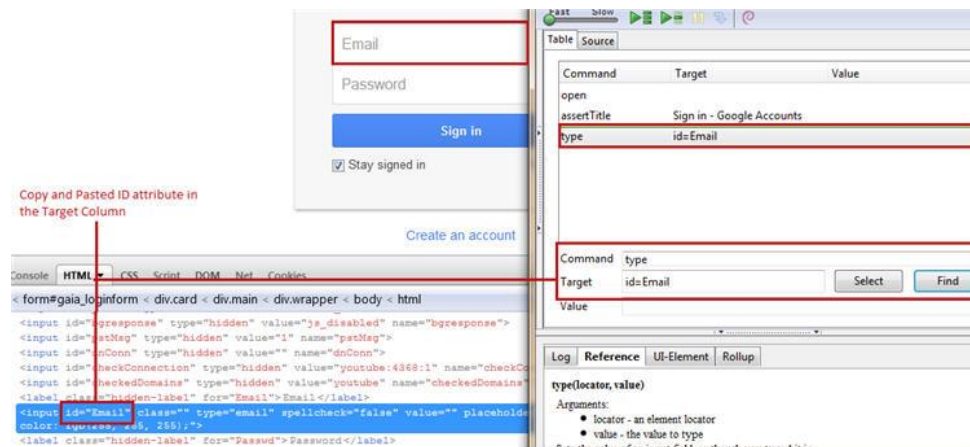 Fast Slow
Table Source
Command Target Value
open
assertTitle Sign in - Google Accounts
type id=Email
Email
Password
Sign in
Stay signed in
Create an account
Copy and Pasted ID attribute in
the Target Column
Command type
Target id=Email Select Find
Value
Console HTML CSS Script DOM Net Cookies
< form#gaia_loginform < div.card < div.main < div.wrapper < body < html
<input id="bgresponse" type="hidden" value="js_disabled" name="bgresponse">
<input id="pstMsg" type="hidden" value="1" name="pstMsg">
<input id="dnConn" type="hidden" value="" name="dnConn">
<input id="checkConnection" type="hidden" value="youtube:4368:1" name="checkCo
<input id="checkedDomains" type="hidden" value="youtube" name="checkedDomains"
<label class="hidden-label" for="Email">Email</label>
<input id="Email" class="" type="email" spellcheck="false" value="" placeholde
color: rgb(255, 255, 255);">
<label class="hidden-label" for="Passwd">Password</label>
Log Reference UI-Element Rollup
type(locator, value)
Arguments:
locator - an element locator
value - the value to type